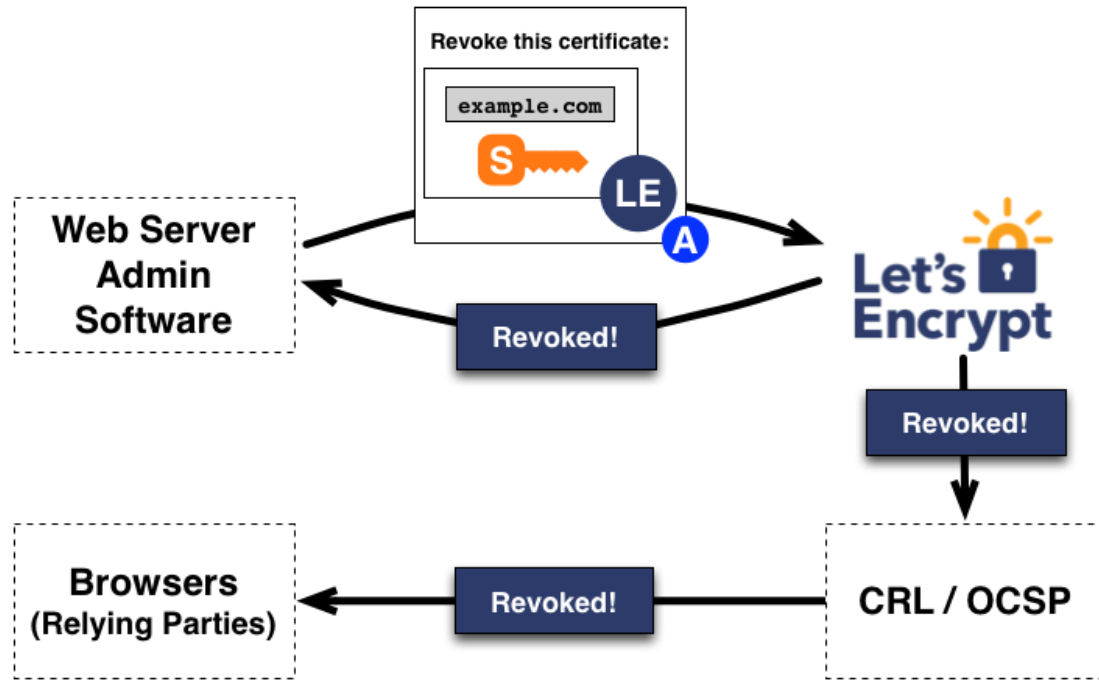 Revoke this certificate:
example.com
S
LE
A
Web Server
Admin
Software
Let's
Encrypt
Revoked!
Revoked!
Browsers
(Relying Parties)
Revoked!
CRL / OCSP